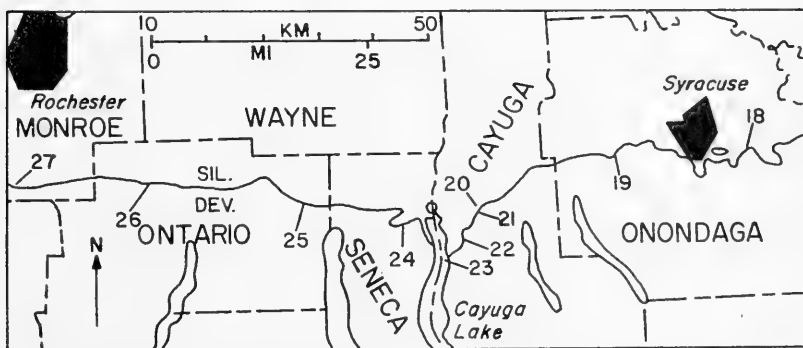 10 KM 50
0 MI 25
Rochester
MONROE
WAYNE
CAYUGA
Syracuse
18
27
SIL.
20
19
DEV.
26
21
ONTARIO
25
22
N
SENECA
24
23
ONONDAGA
Cayuga
Lake